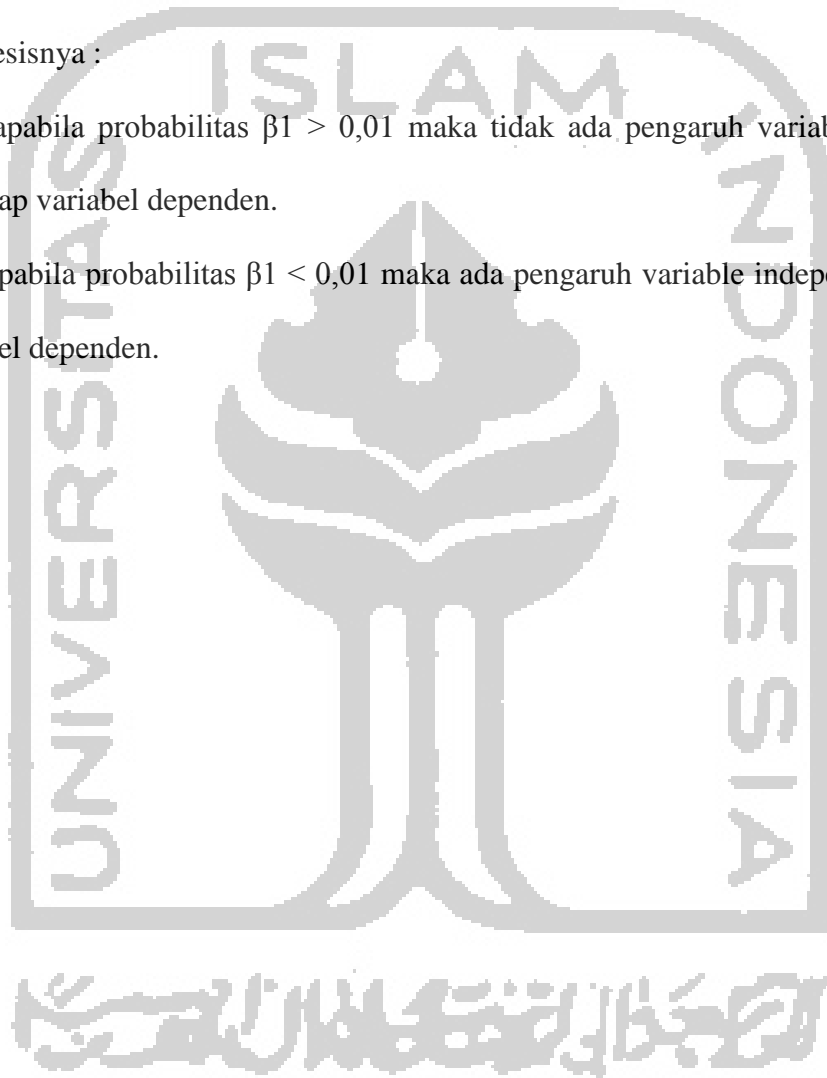 esisnya :
ISLAM
apabila probabilitas β1 > 0,01 maka tidak ada pengaruh variab
ap variabel dependen.
apabila probabilitas β1 < 0,01 maka ada pengaruh variable indepe
el dependen.
UNIVERSITAS
INDONESIA